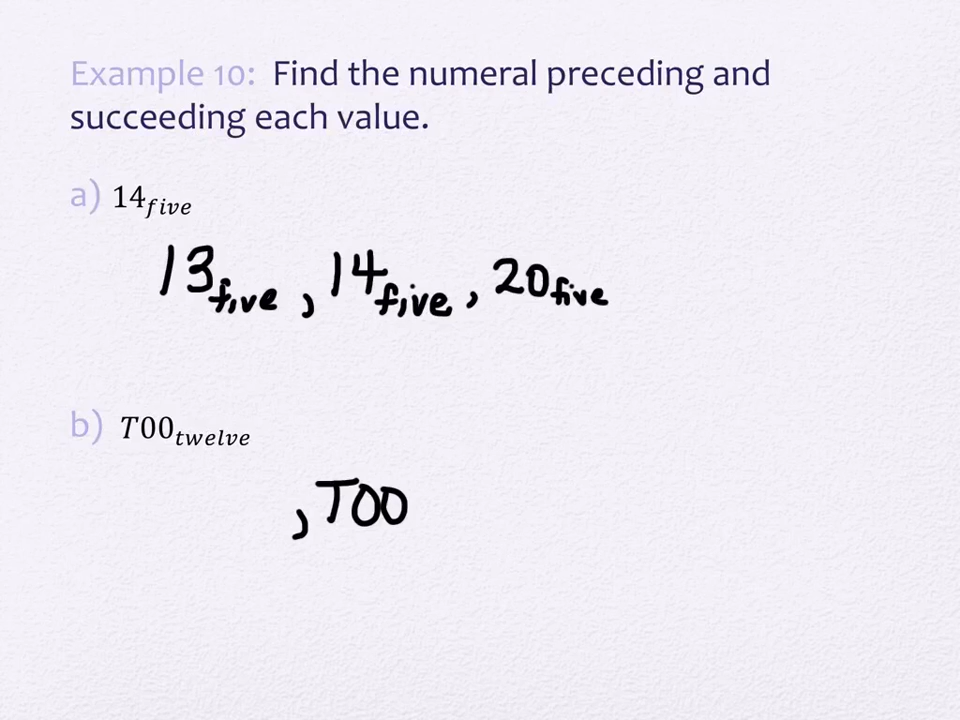 Example 10: Find the numeral preceding and
succeeding each value.
a) 14five
13five , 14five , 20five
b) T00twelve
, T00